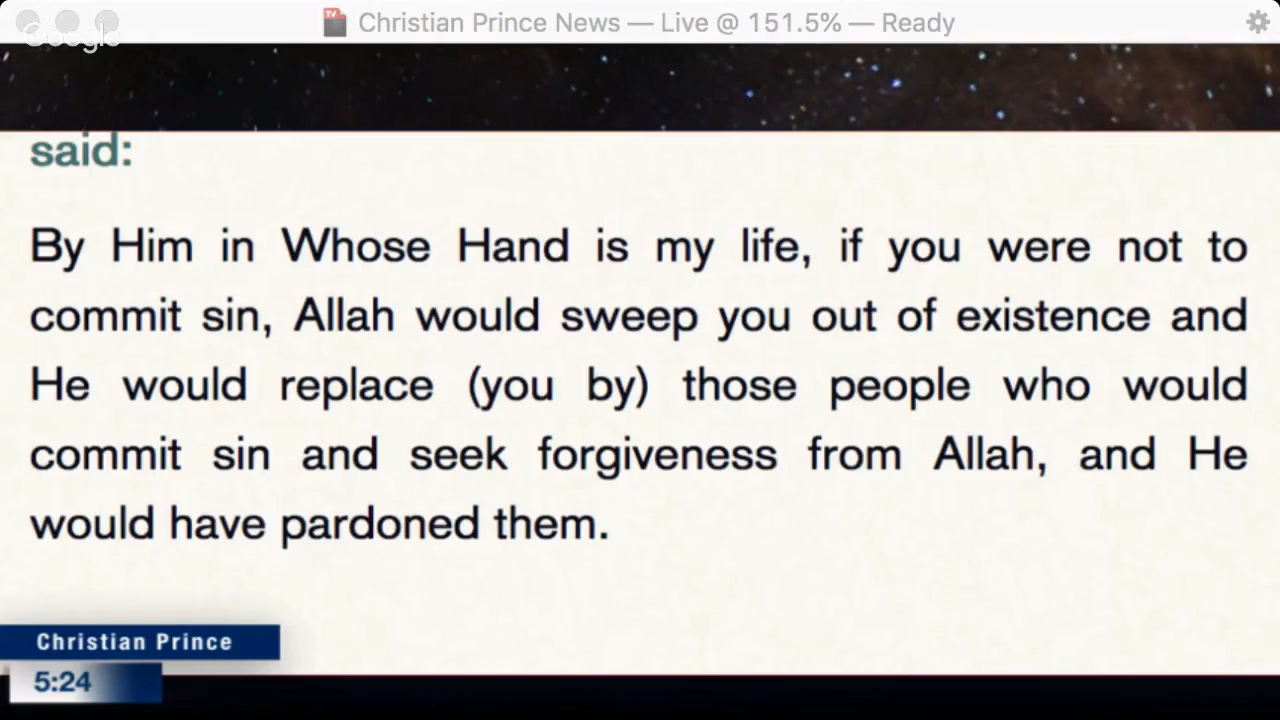 Christian Prince News — Live @ 151.5% — Ready
Google
said:
By Him in Whose Hand is my life, if you were not to
commit sin, Allah would sweep you out of existence and
He would replace (you by) those people who would
commit sin and seek forgiveness from Allah, and He
would have pardoned them.
Christian Prince
5:24